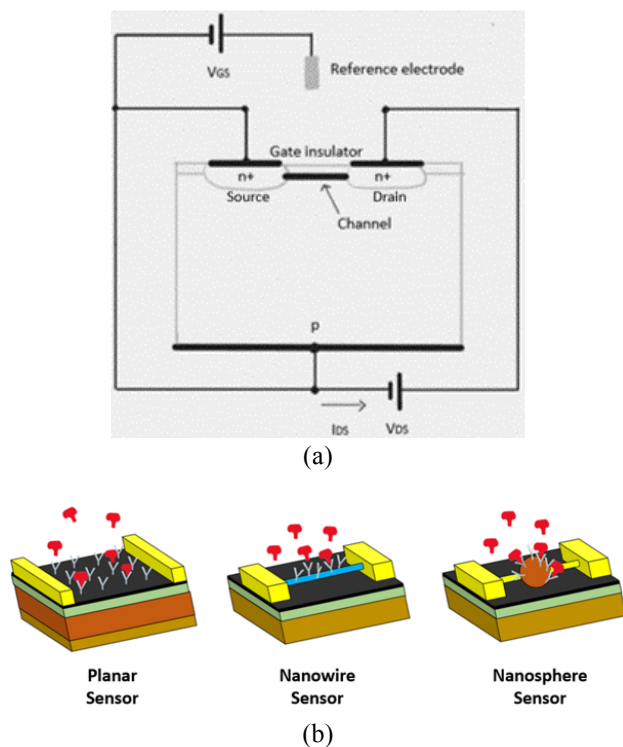 VGS
Reference electrode
Gate insulator
n+
n+
Source
Drain
Channel
p
IDS
VDS
(a)
Planar
Sensor
Nanowire
Sensor
Nanosphere
Sensor
(b)